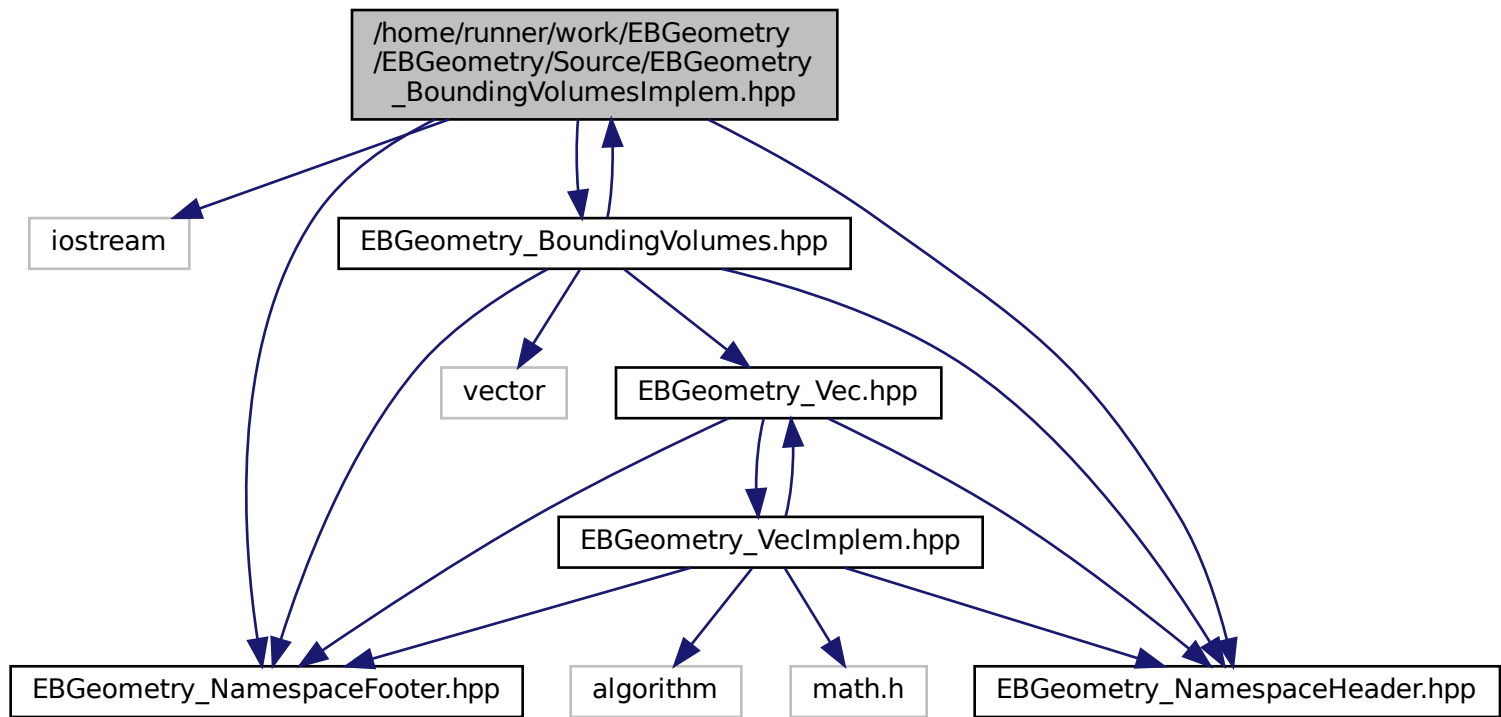 /home/runner/work/EBGeometry
/EBGeometry/Source/EBGeometry
_BoundingVolumesImplem.hpp
iostream
EBGeometry_BoundingVolumes.hpp
vector
EBGeometry_Vec.hpp
EBGeometry_VecImplem.hpp
EBGeometry_NamespaceFooter.hpp
algorithm
math.h
EBGeometry_NamespaceHeader.hpp